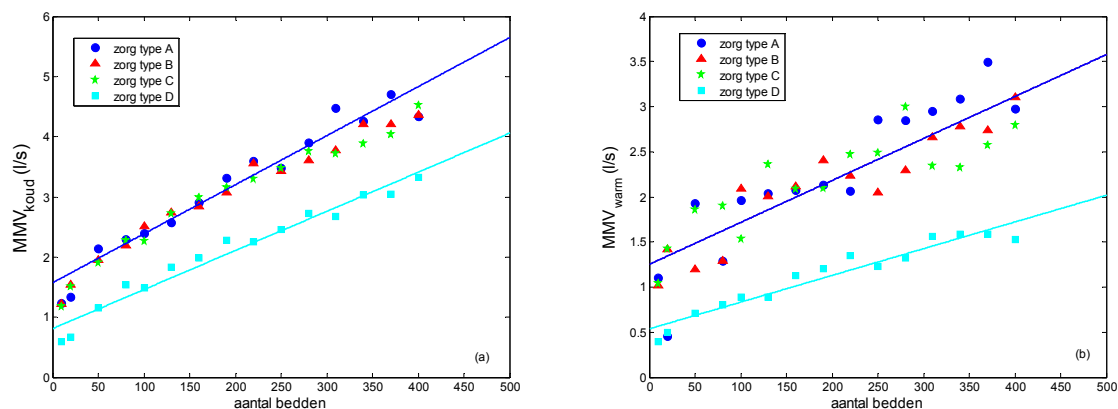 6
5
4
3
2
1
0
MMVkoud (l/s)
zorg type A
zorg type B
zorg type C
zorg type D
(a)
0 50 100 150 200 250 300 350 400 450 500
aantal bedden
4
3.5
3
2.5
2
1.5
1
0.5
0
MMVwarm (l/s)
zorg type A
zorg type B
zorg type C
zorg type D
(b)
0 50 100 150 200 250 300 350 400 450 500
aantal bedden